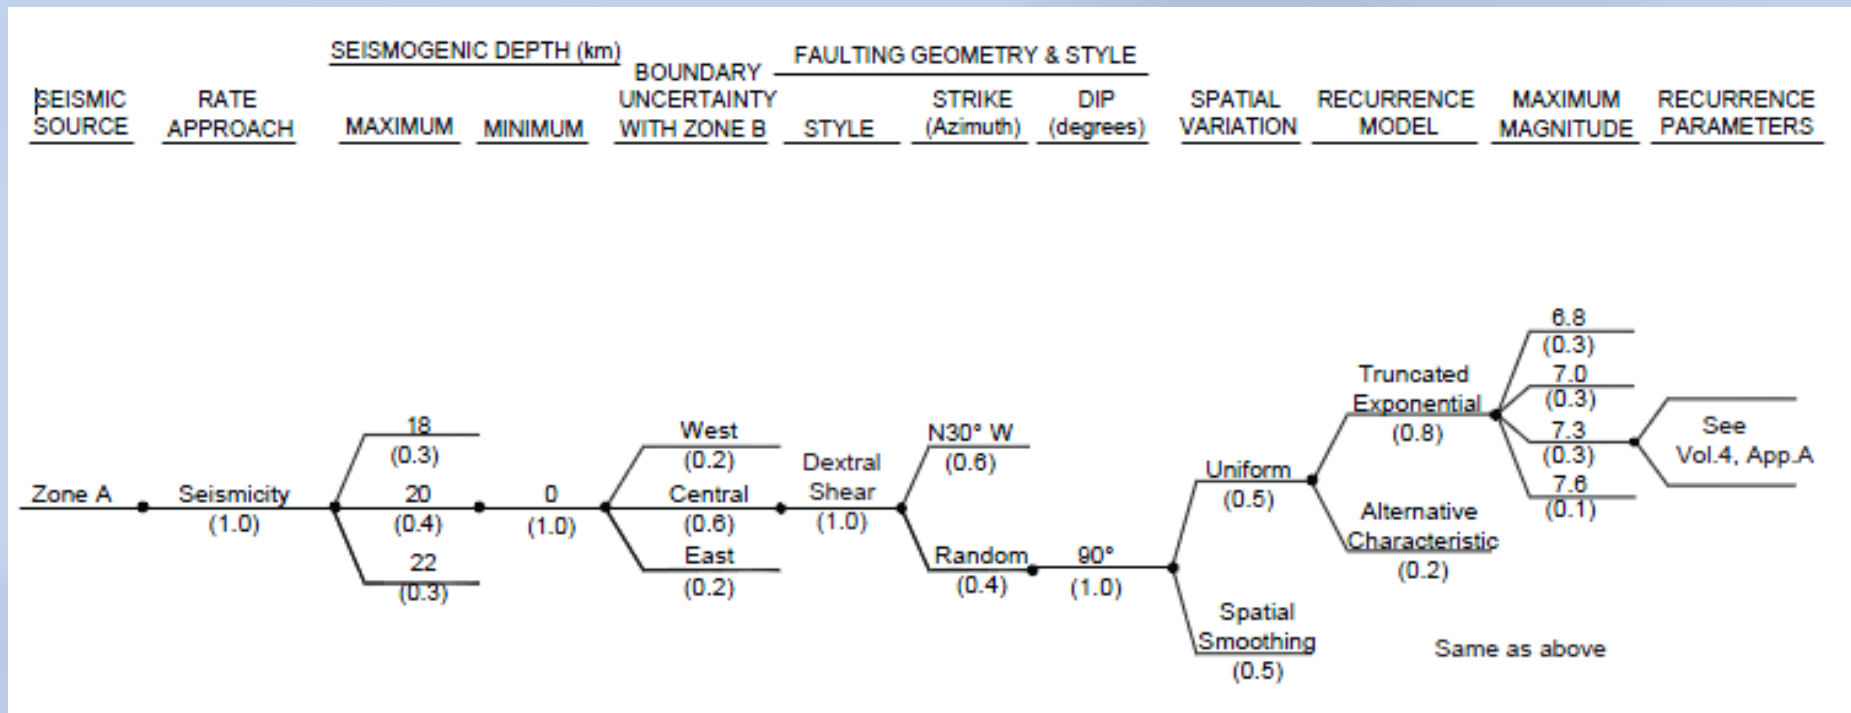 SEISMOGENIC DEPTH (km)
FAULTING GEOMETRY & STYLE
SEISMIC
SOURCE
RATE
APPROACH
MAXIMUM
MINIMUM
BOUNDARY
UNCERTAINTY
WITH ZONE B
STYLE
STRIKE
(Azimuth)
DIP
(degrees)
SPATIAL
VARIATION
RECURRENCE
MODEL
MAXIMUM
MAGNITUDE
RECURRENCE
PARAMETERS
Zone A
Seismicity
(1.0)
18
(0.3)
20
(0.4)
22
(0.3)
0
(1.0)
West
(0.2)
Central
(0.6)
East
(0.2)
Dextral
Shear
(1.0)
N30° W
(0.6)
Random
(0.4)
90°
(1.0)
Uniform
(0.5)
Spatial
Smoothing
(0.5)
Truncated
Exponential
(0.8)
Alternative
Characteristic
(0.2)
Same as above
6.8
(0.3)
7.0
(0.3)
7.3
(0.3)
7.6
(0.1)
See
Vol.4, App.A